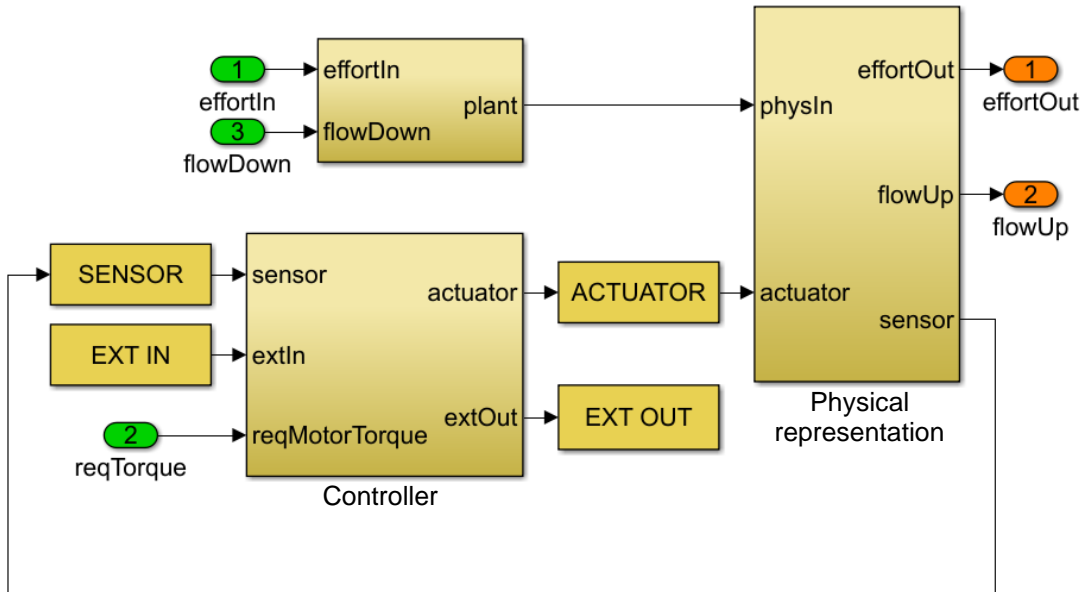 1
effortIn
3
flowDown
effortIn
flowDown
plant
physIn
effortOut
flowUp
actuator
sensor
Physical
representation
1
effortOut
2
flowUp
SENSOR
EXT IN
2
reqTorque
sensor
extIn
reqMotorTorque
actuator
extOut
Controller
ACTUATOR
EXT OUT